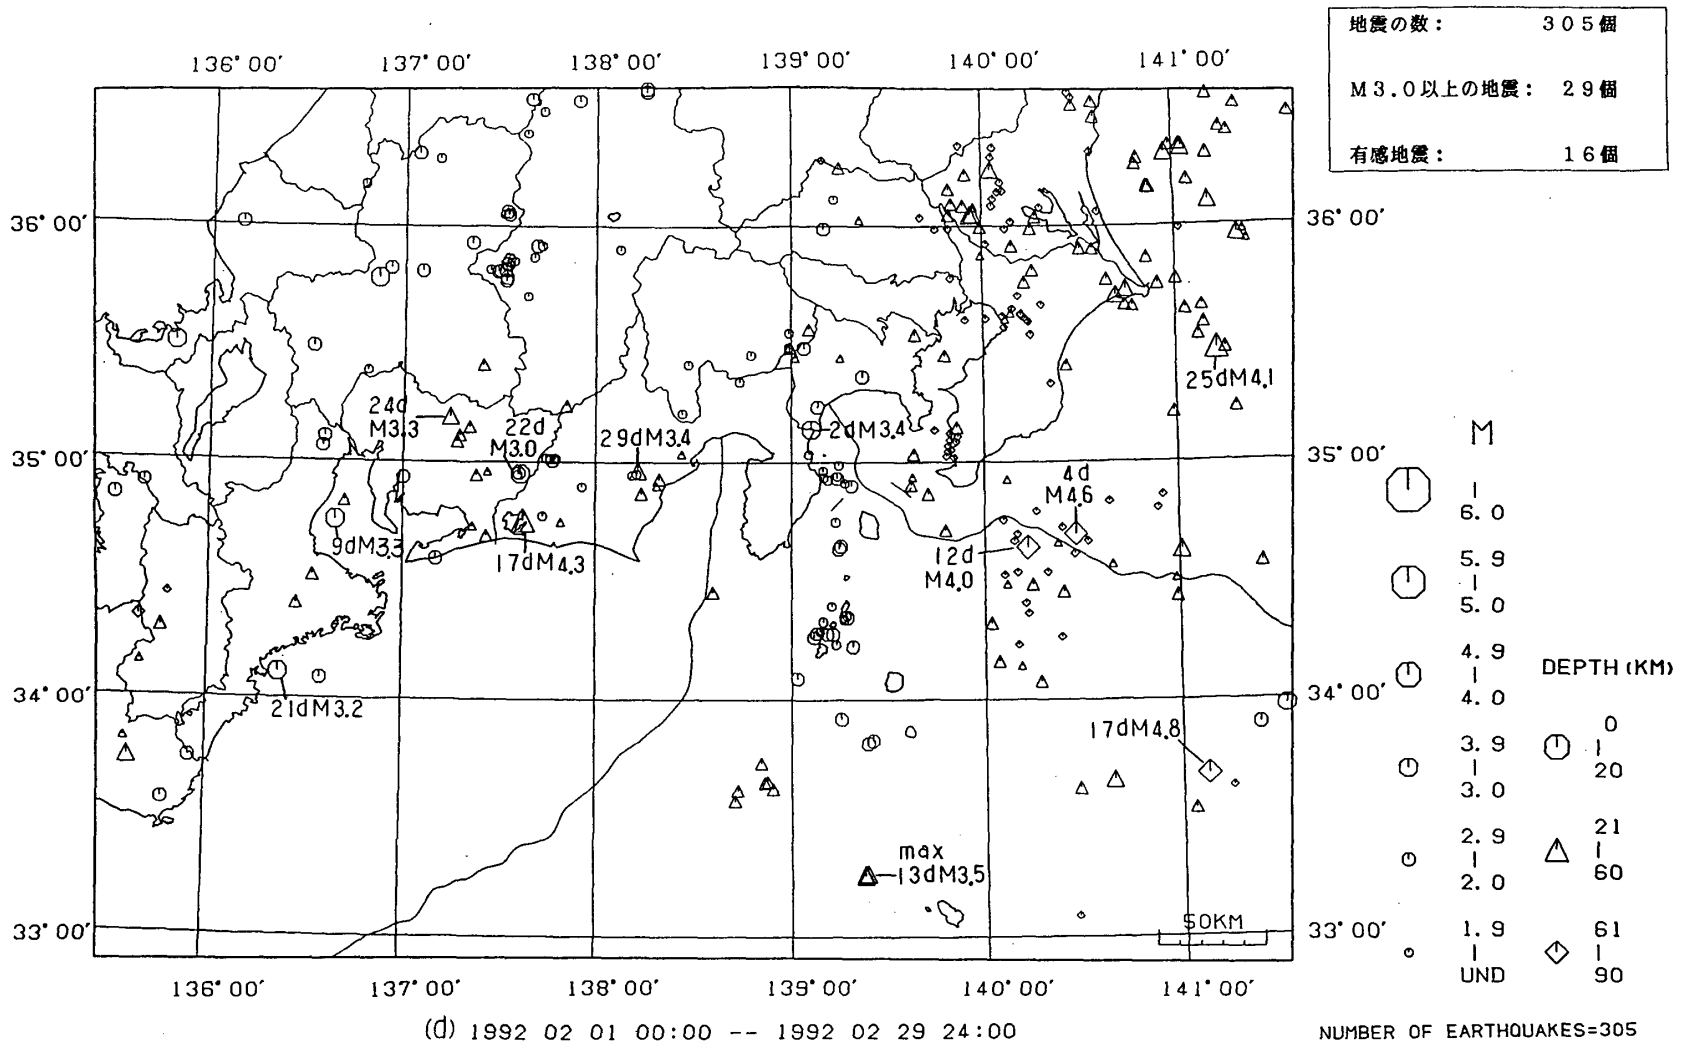 地震の数： 305個
M3.0以上の地震： 29個
有感地震： 16個
136°00' 137°00' 138°00' 139°00' 140°00' 141°00'
36°00' 36°00'
25dM4.1
24d
M3.3
22d
M3.0
29dM3.4
2dM3.4
35°00' 35°00'
4d
M4.6
9dM3.3
17dM4.3
12d
M4.0
34°00' 34°00'
21dM3.2
17dM4.8
max
13dM3.5
50KM
33°00' 33°00'
136°00' 137°00' 138°00' 139°00' 140°00' 141°00'
M
6.0
5.9
5.0
4.9
4.0
3.9
3.0
2.9
2.0
1.9
UND
DEPTH(KM)
0
20
21
60
61
90
(d) 1992 02 01 00:00 -- 1992 02 29 24:00
NUMBER OF EARTHQUAKES=305